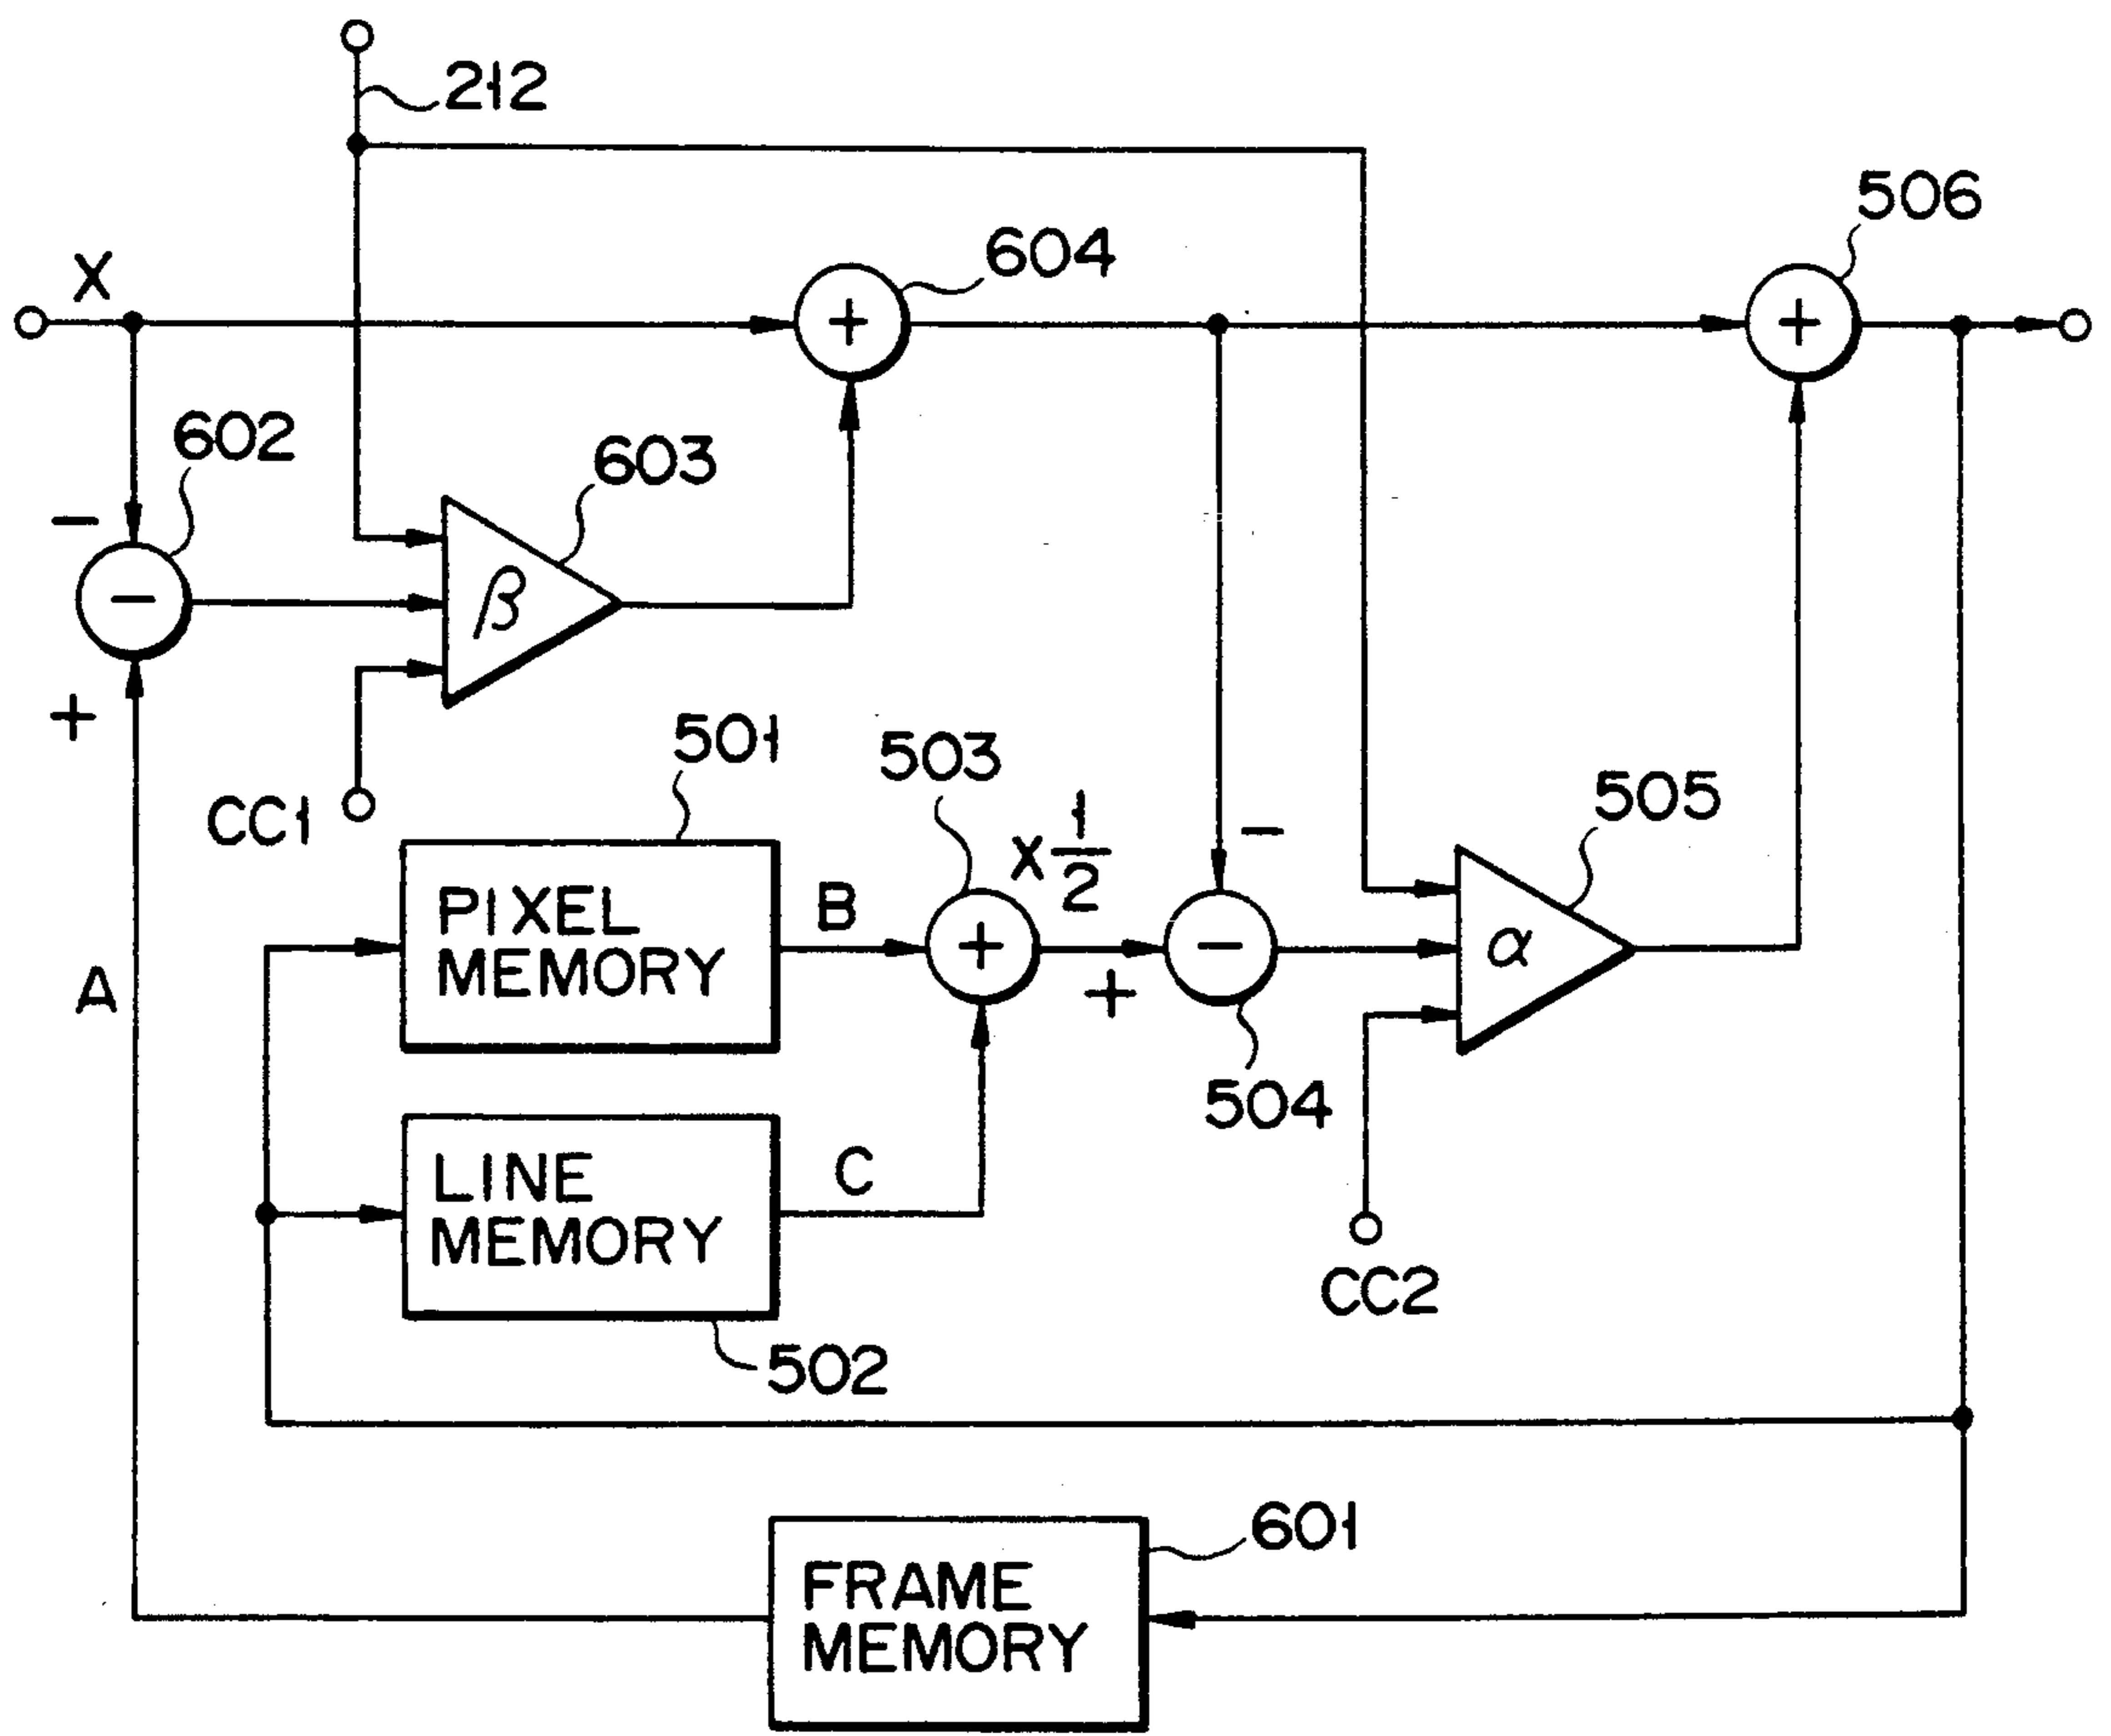 212
506
604
X
602
603
β
+
+
−
−
+
501
503
505
CC1
X 1/2
−
PIXEL
MEMORY
B
+
−
α
A
+
504
LINE
MEMORY
C
CC2
502
601
FRAME
MEMORY